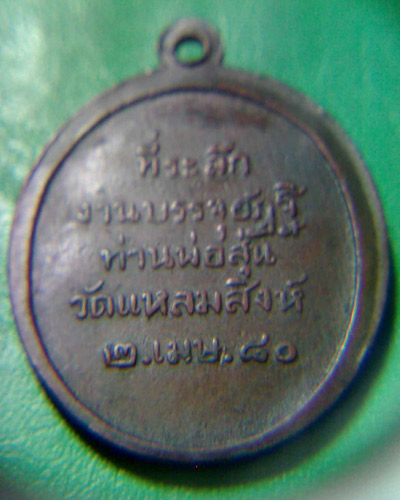 ที่ระลึก
งานบรรจุอัฏฐิ
ท่านพ่อสุ่น
วัดแหลมสิงห์
๒.เมษ.๘๐